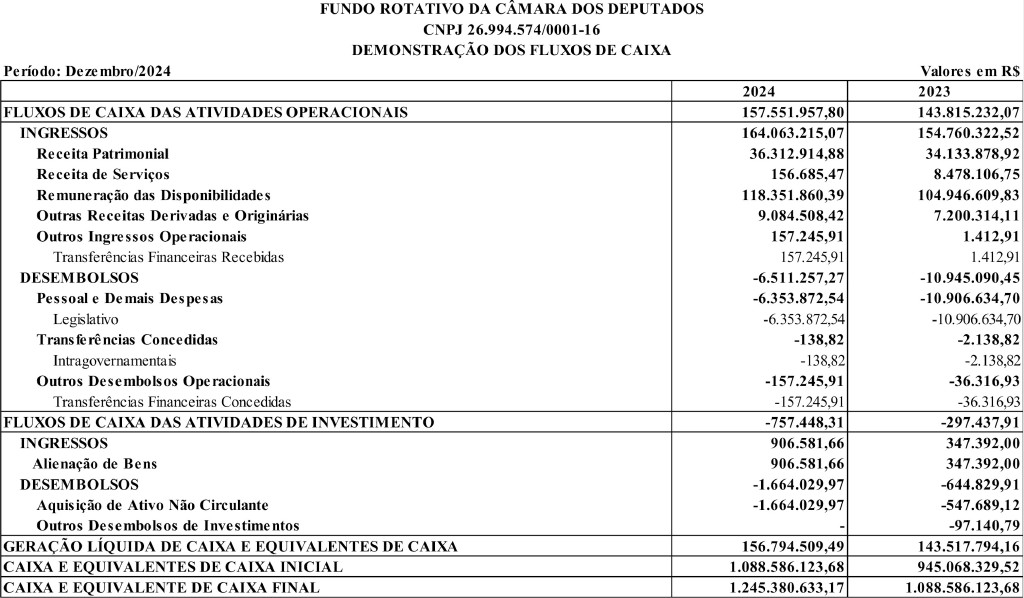 FUNDO ROTATIVO DA CÂMARA DOS DEPUTADOS
CNPJ 26.994.574/0001-16
DEMONSTRAÇÃO DOS FLUXOS DE CAIXA
Período: Dezembro/2024 Valores em R$
2024 2023
FLUXOS DE CAIXA DAS ATIVIDADES OPERACIONAIS 157.551.957,80 143.815.232,07
INGRESSOS 164.063.215,07 154.760.322,52
Receita Patrimonial 36.312.914,88 34.133.878,92
Receita de Serviços 156.685,47 8.478.106,75
Remuneração das Disponibilidades 118.351.860,39 104.946.609,83
Outras Receitas Derivadas e Originárias 9.084.508,42 7.200.314,11
Outros Ingressos Operacionais 157.245,91 1.412,91
Transferências Financeiras Recebidas 157.245,91 1.412,91
DESEMBOLSOS -6.511.257,27 -10.945.090,45
Pessoal e Demais Despesas -6.353.872,54 -10.906.634,70
Legislativo -6.353.872,54 -10.906.634,70
Transferências Concedidas -138,82 -2.138,82
Intragovernamentais -138,82 -2.138,82
Outros Desembolsos Operacionais -157.245,91 -36.316,93
Transferências Financeiras Concedidas -157.245,91 -36.316,93
FLUXOS DE CAIXA DAS ATIVIDADES DE INVESTIMENTO -757.448,31 -297.437,91
INGRESSOS 906.581,66 347.392,00
Alienação de Bens 906.581,66 347.392,00
DESEMBOLSOS -1.664.029,97 -644.829,91
Aquisição de Ativo Não Circulante -1.664.029,97 -547.689,12
Outros Desembolsos de Investimentos - -97.140,79
GERAÇÃO LÍQUIDA DE CAIXA E EQUIVALENTES DE CAIXA 156.794.509,49 143.517.794,16
CAIXA E EQUIVALENTES DE CAIXA INICIAL 1.088.586.123,68 945.068.329,52
CAIXA E EQUIVALENTE DE CAIXA FINAL 1.245.380.633,17 1.088.586.123,68